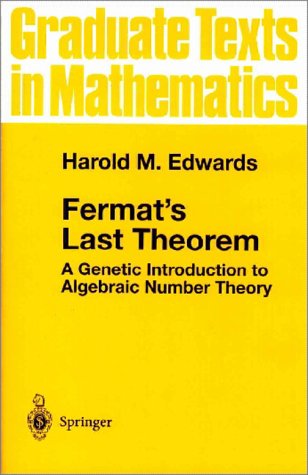 Graduate Texts
in Mathematics
Harold M. Edwards
Fermat's
Last Theorem
A Genetic Introduction to
Algebraic Number Theory
Springer